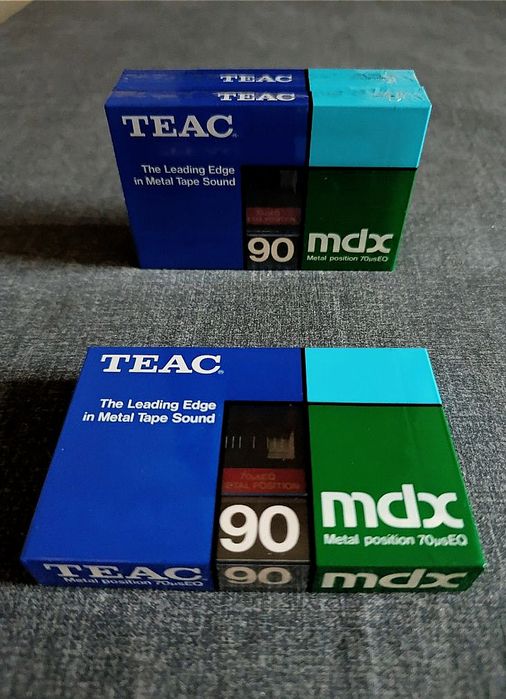 TEAC
TEAC
TEAC
The Leading Edge
in Metal Tape Sound
90
mdx
Metal position 70µsEQ
TEAC
The Leading Edge
in Metal Tape Sound
70µsEQ
METAL POSITION
90
mdx
Metal position 70µsEQ
TEAC
Metal position 70µsEQ
90
mdx